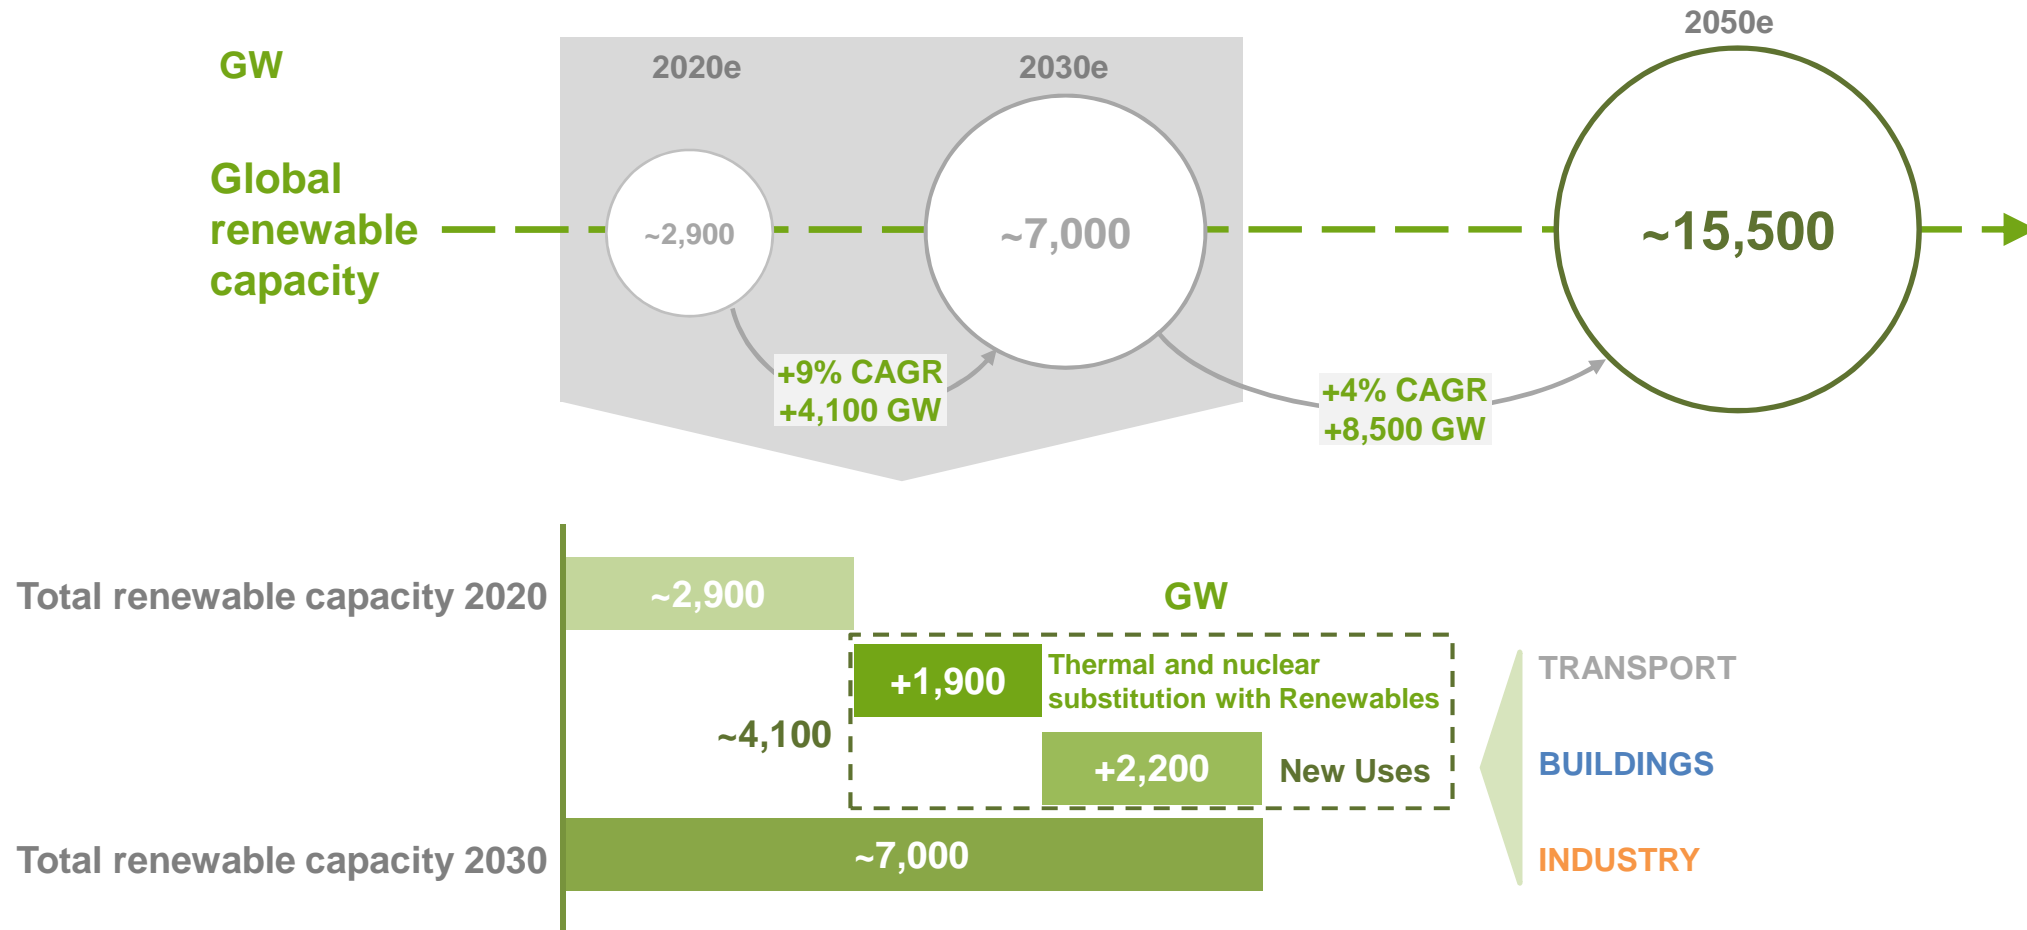 GW
2020e
2030e
2050e
Global
renewable
capacity
~2,900
~7,000
~15,500
+9% CAGR
+4,100 GW
+4% CAGR
+8,500 GW
Total renewable capacity 2020
~2,900
GW
+1,900
Thermal and nuclear
substitution with Renewables
~4,100
+2,200
New Uses
TRANSPORT
BUILDINGS
INDUSTRY
Total renewable capacity 2030
~7,000